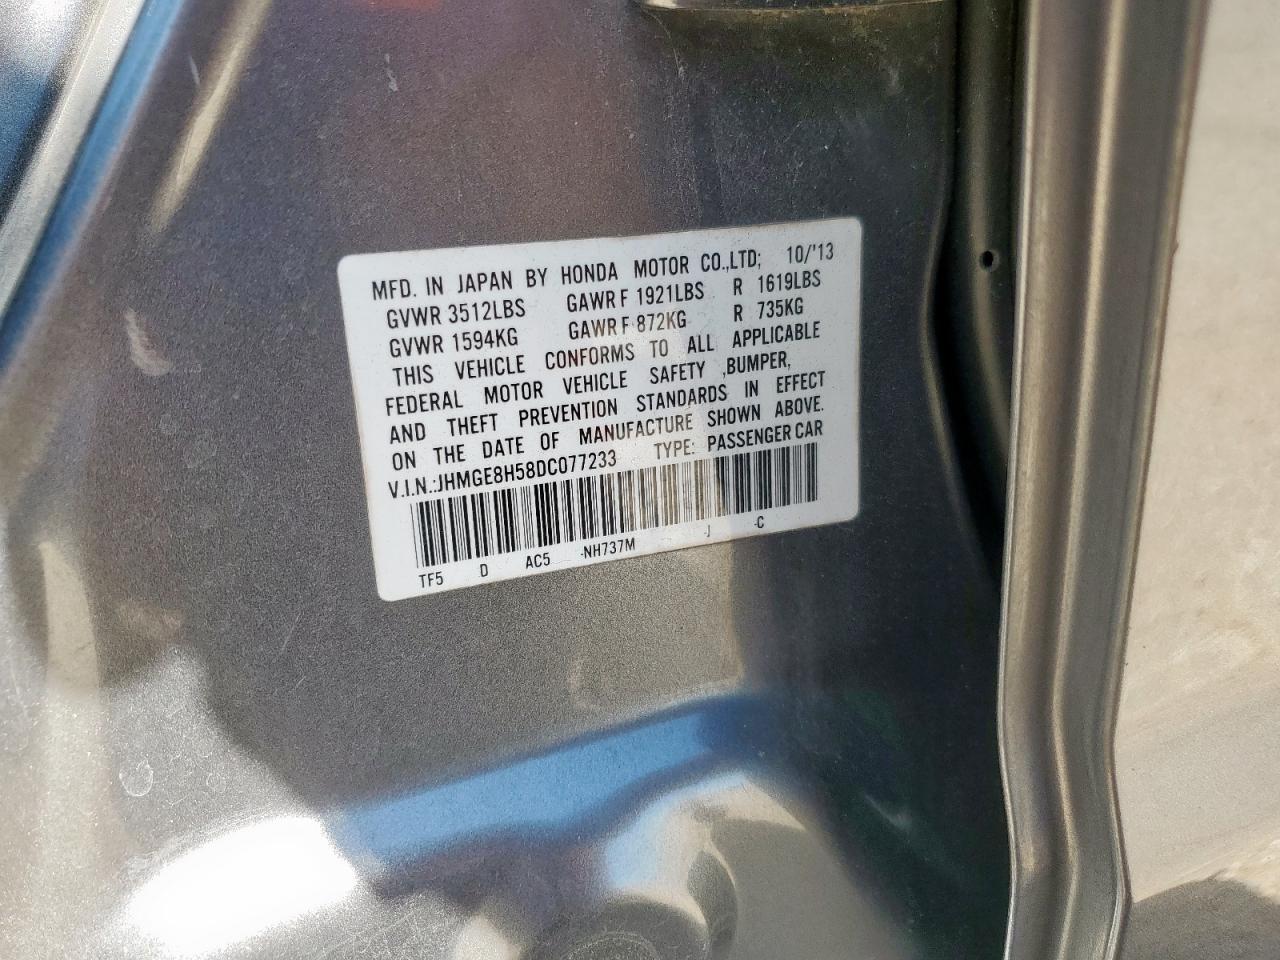 MFD. IN JAPAN BY HONDA MOTOR CO.,LTD; 10/'13
GVWR 3512LBS GAWR F 1921LBS R 1619LBS
GVWR 1594KG GAWR F 872KG R 735KG
THIS VEHICLE CONFORMS TO ALL APPLICABLE
FEDERAL MOTOR VEHICLE SAFETY ,BUMPER,
AND THEFT PREVENTION STANDARDS IN EFFECT
ON THE DATE OF MANUFACTURE SHOWN ABOVE.
V.I.N.:JHMGE8H58DC077233 TYPE: PASSENGER CAR
TF5 D AC5 -NH737M -J -C